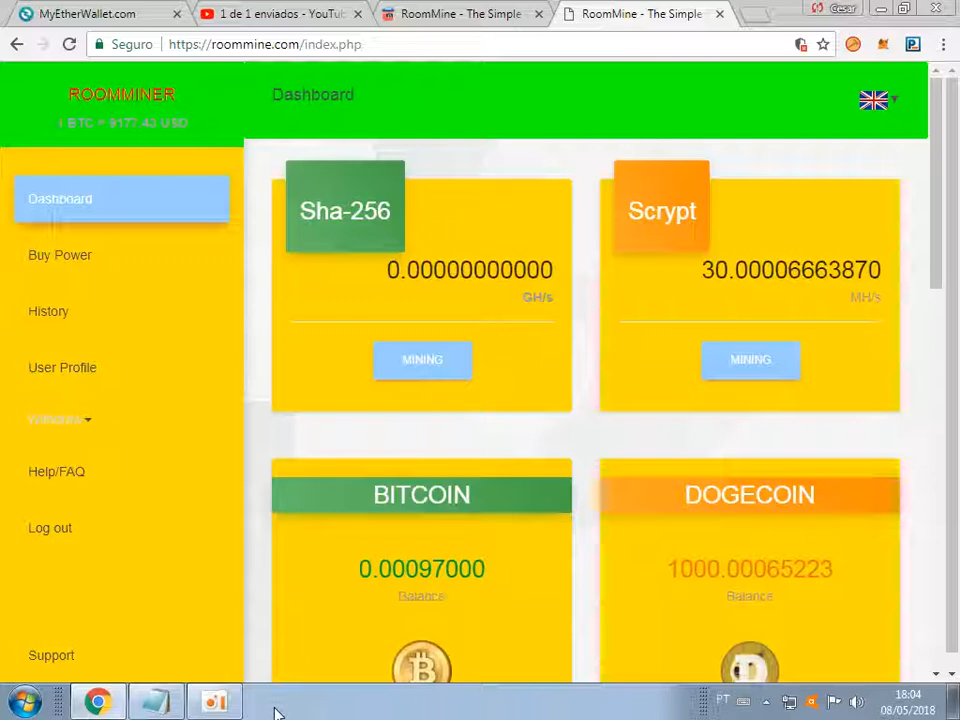 MyEtherWallet.com
1 de 1 enviados - YouTu
RoomMine - The Simple
RoomMine - The Simple
Cesar
Seguro
https://roommine.com/index.php
ROOMMINER
1 BTC = 9177.43 USD
Dashboard
Dashboard
Buy Power
History
User Profile
Withdraw
Help/FAQ
Log out
Support
Sha-256
0.00000000000
GH/s
MINING
Scrypt
30.00006663870
MH/s
MINING
BITCOIN
0.00097000
Balance
DOGECOIN
1000.00065223
Balance
PT
18:04
08/05/2018